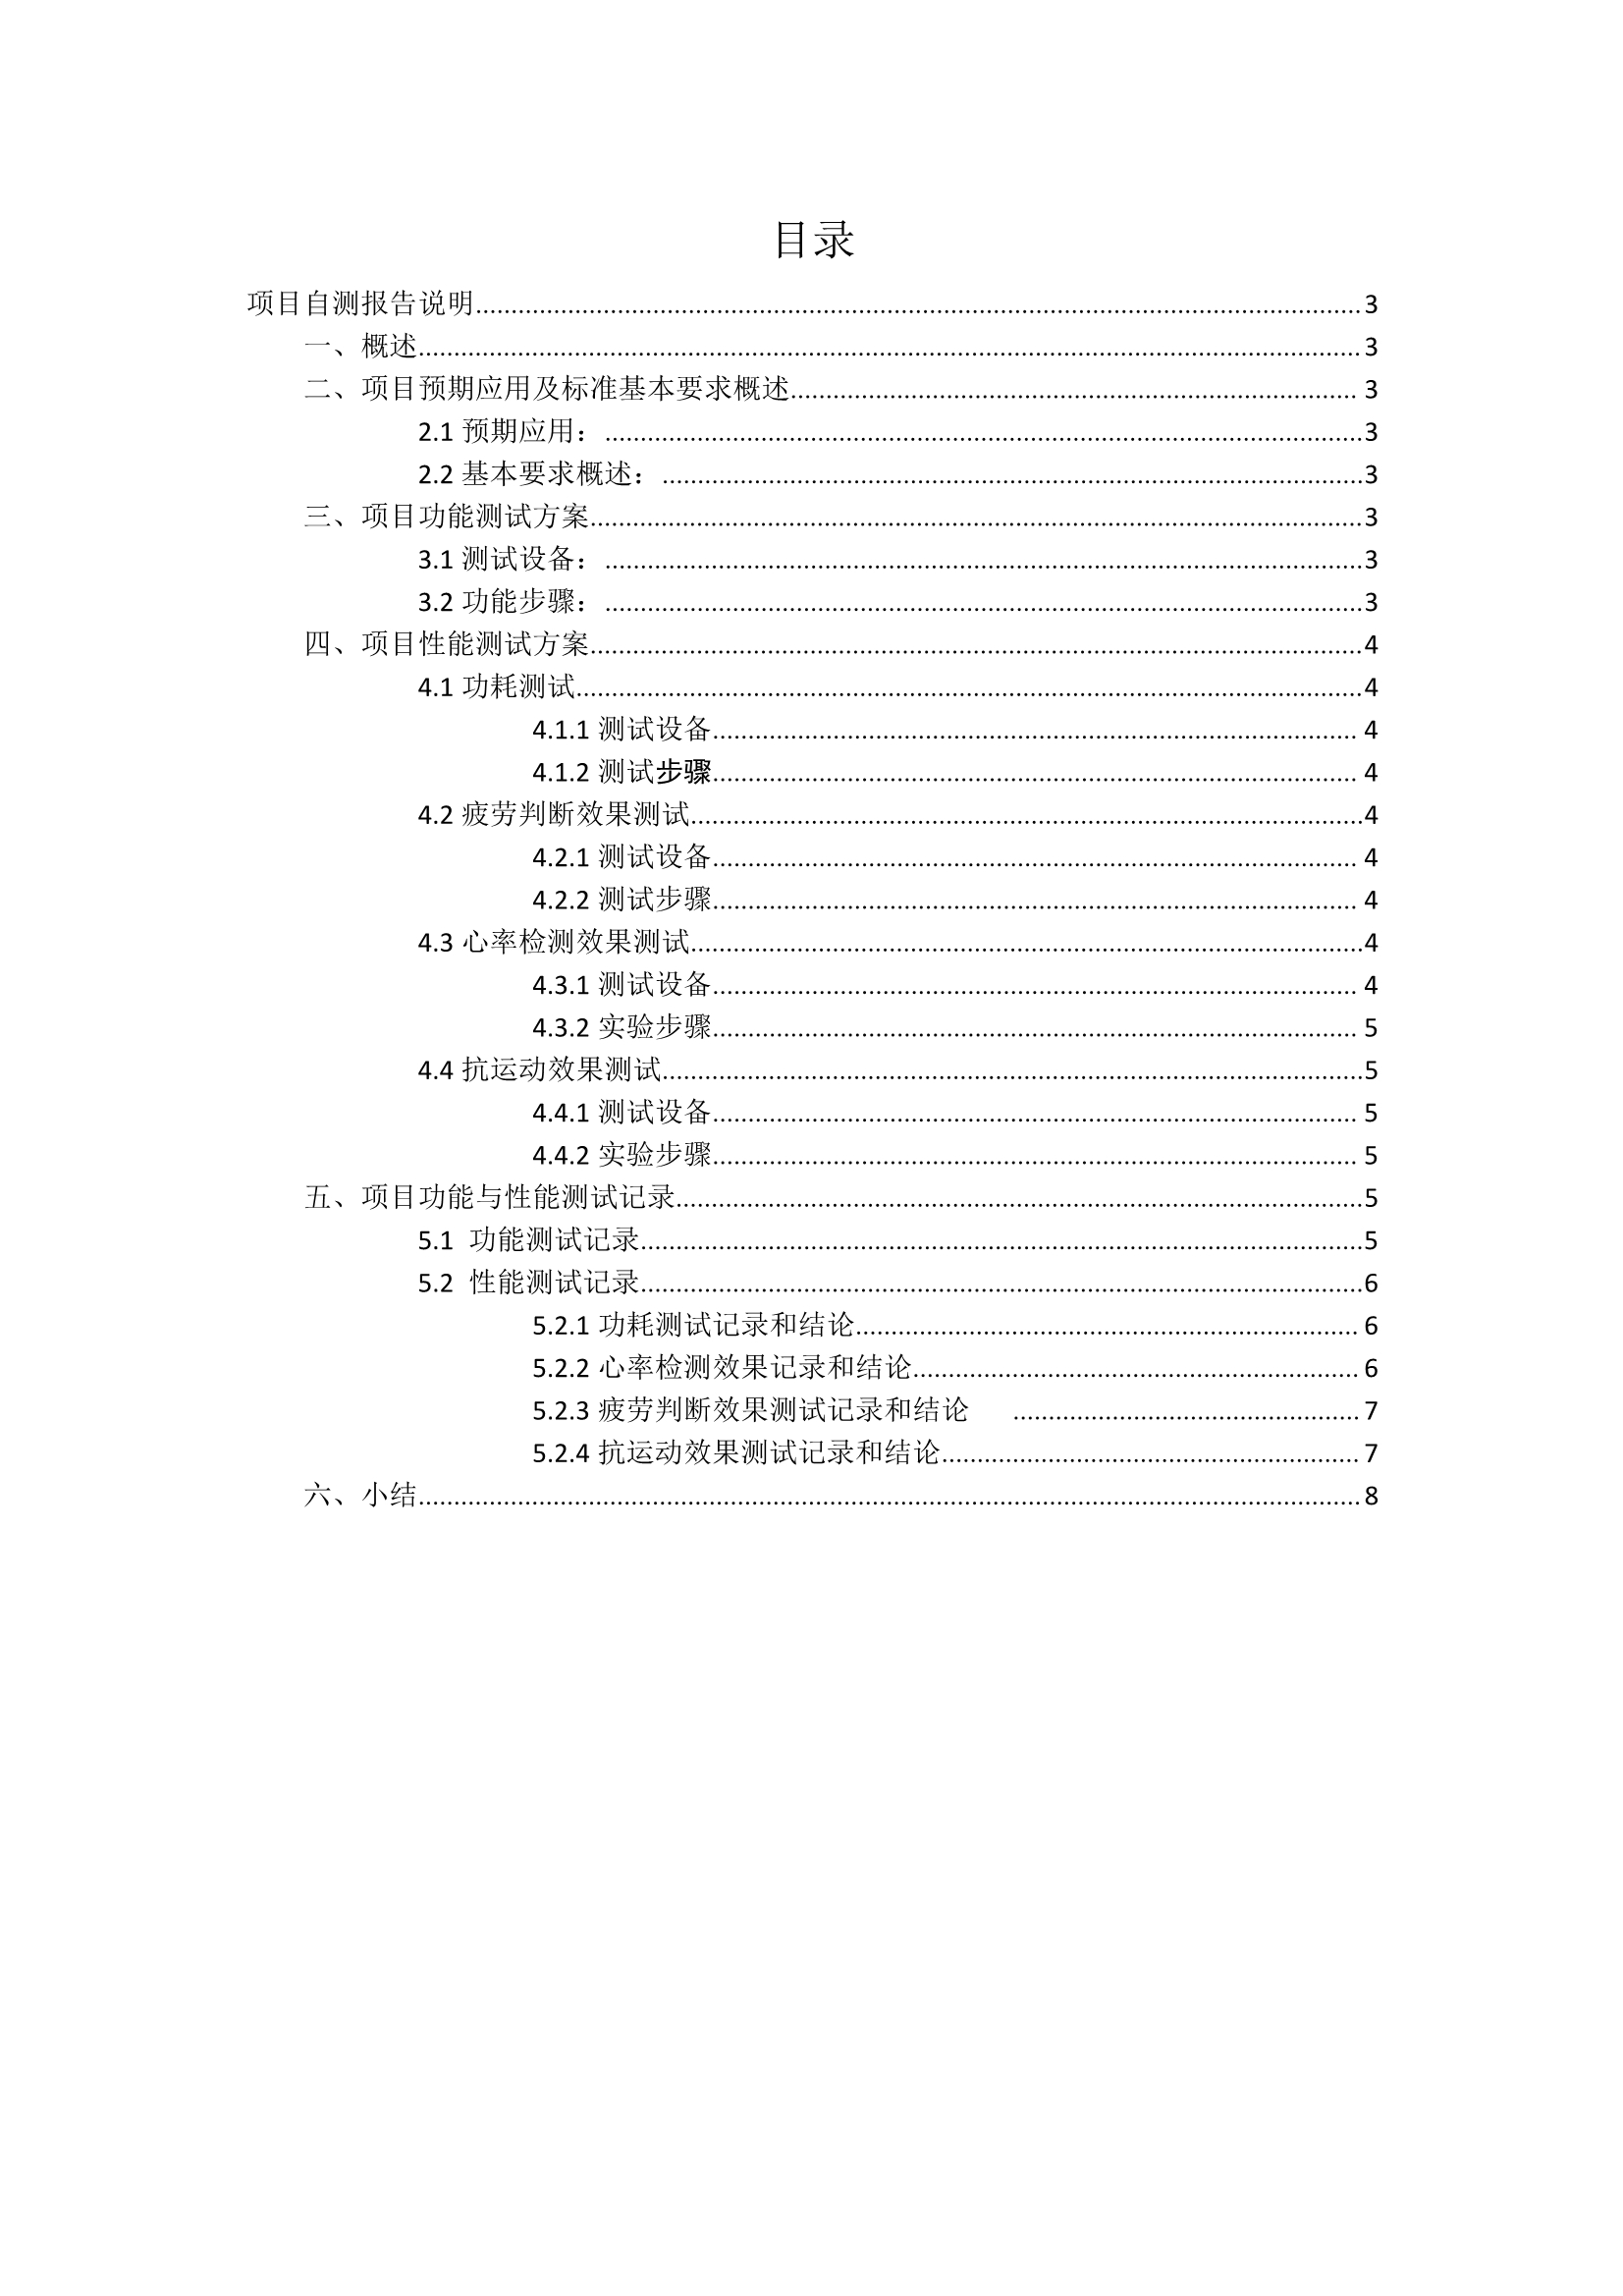 目录
项目自测报告说明........................3
一、概述........................3
二、项目预期应用及标准基本要求概述........................3
2.1 预期应用：........................3
2.2 基本要求概述：........................3
三、项目功能测试方案........................3
3.1 测试设备：........................3
3.2 功能步骤：........................3
四、项目性能测试方案........................4
4.1 功耗测试........................4
4.1.1 测试设备........................4
4.1.2 测试步骤........................4
4.2 疲劳判断效果测试........................4
4.2.1 测试设备........................4
4.2.2 测试步骤........................4
4.3 心率检测效果测试........................4
4.3.1 测试设备........................4
4.3.2 实验步骤........................5
4.4 抗运动效果测试........................5
4.4.1 测试设备........................5
4.4.2 实验步骤........................5
五、项目功能与性能测试记录........................5
5.1 功能测试记录........................5
5.2 性能测试记录........................6
5.2.1 功耗测试记录和结论........................6
5.2.2 心率检测效果记录和结论........................6
5.2.3 疲劳判断效果测试记录和结论 ........................7
5.2.4 抗运动效果测试记录和结论........................7
六、小结........................8